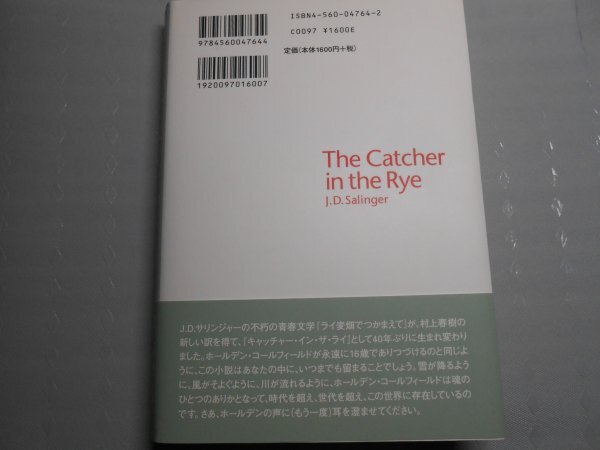 ISBN4-560-04764-2
C0097 ¥1600E
定価(本体1600円+税)
9784560047644
1920097016007
The Catcher
in the Rye
J.D. Salinger
J.D.サリンジャーの不朽の青春文学『ライ麦畑でつかまえて』が、村上春樹の
新しい訳を得て、『キャッチャー・イン・ザ・ライ』として40年ぶりに生まれ変わり
ました。ホールデン・コールフィールドが永遠に16歳でありつづけるのと同じよ
うに、この小説はあなたの中に、いつまでも留まることでしょう。雪が降るよう
に、風がそよぐように、川が流れるように、ホールデン・コールフィールドは魂の
ひとつのありかとなって、時代を超え、世代を超え、この世界に存在しているの
です。さあ、ホールデンの声に(もう一度)耳を澄ませてください。